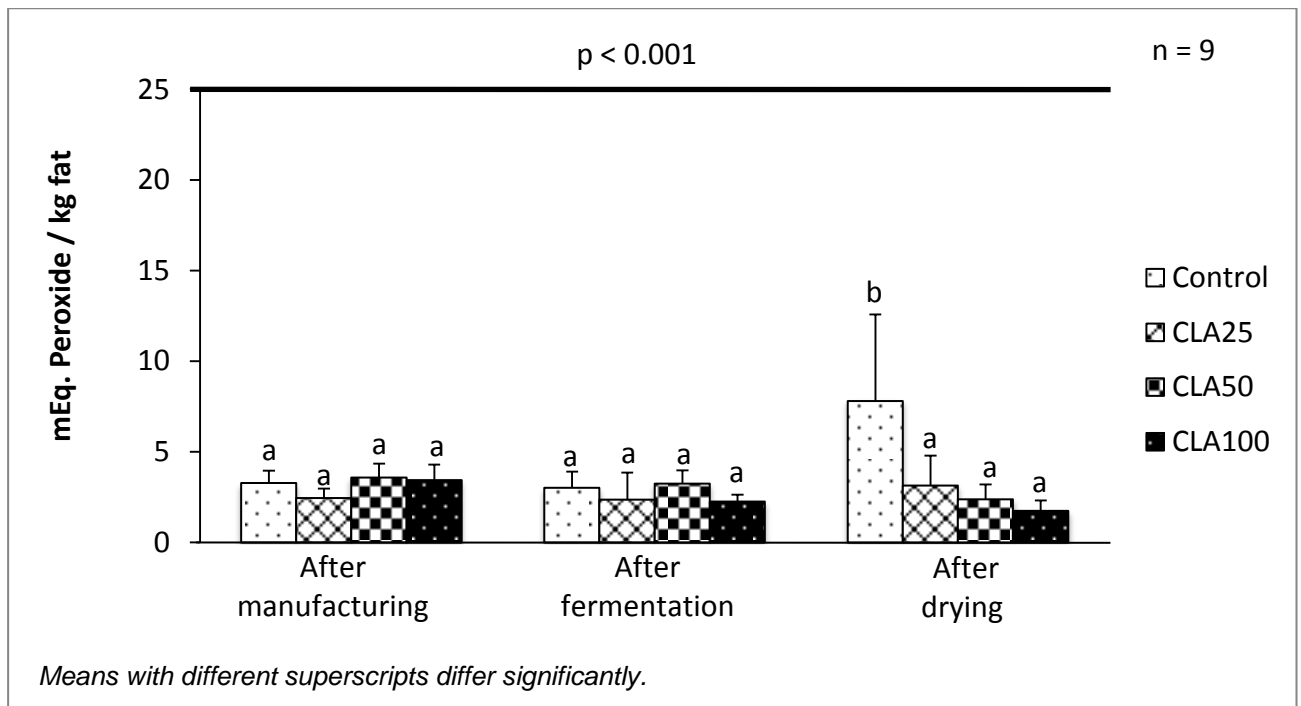 p < 0.001
n = 9
mEq. Peroxide / kg fat
25
20
15
10
5
0
a
a
a
a
a
a
a
a
b
a
a
a
After
manufacturing
After
fermentation
After
drying
Control
CLA25
CLA50
CLA100
Means with different superscripts differ significantly.